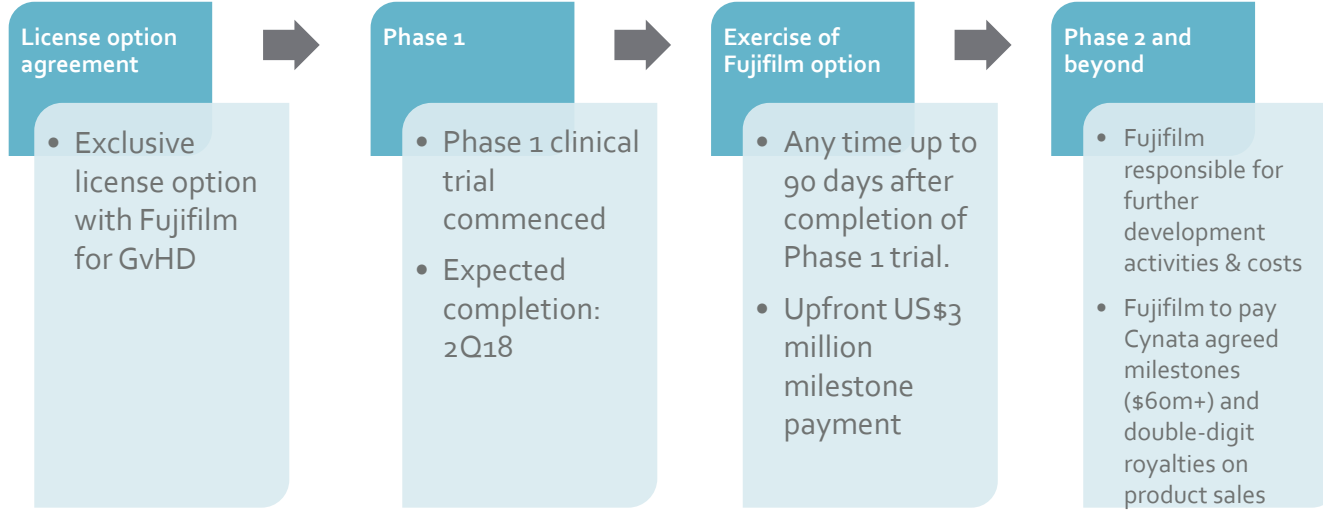 License option
agreement
• Exclusive
license option
with Fujifilm
for GvHD
Phase 1
• Phase 1 clinical
trial
commenced
• Expected
completion:
2Q18
Exercise of
Fujifilm option
• Any time up to
90 days after
completion of
Phase 1 trial.
• Upfront US$3
million
milestone
payment
Phase 2 and
beyond
• Fujifilm
responsible for
further
development
activities & costs
• Fujifilm to pay
Cynata agreed
milestones
($60m+) and
double-digit
royalties on
product sales